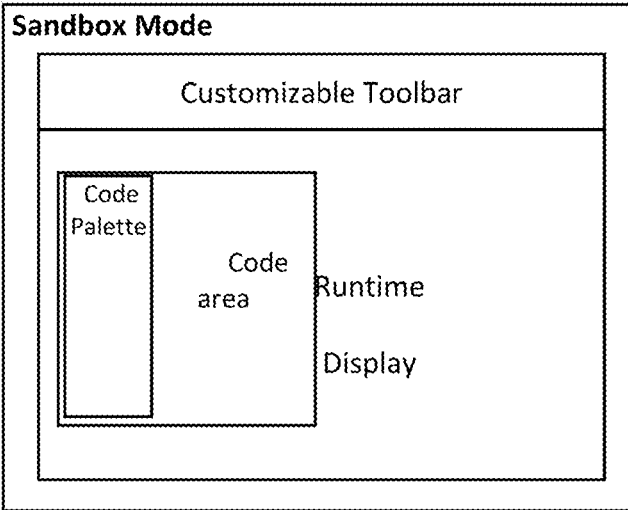 Sandbox Mode
Customizable Toolbar
Code
Palette
Code
area
Runtime
Display